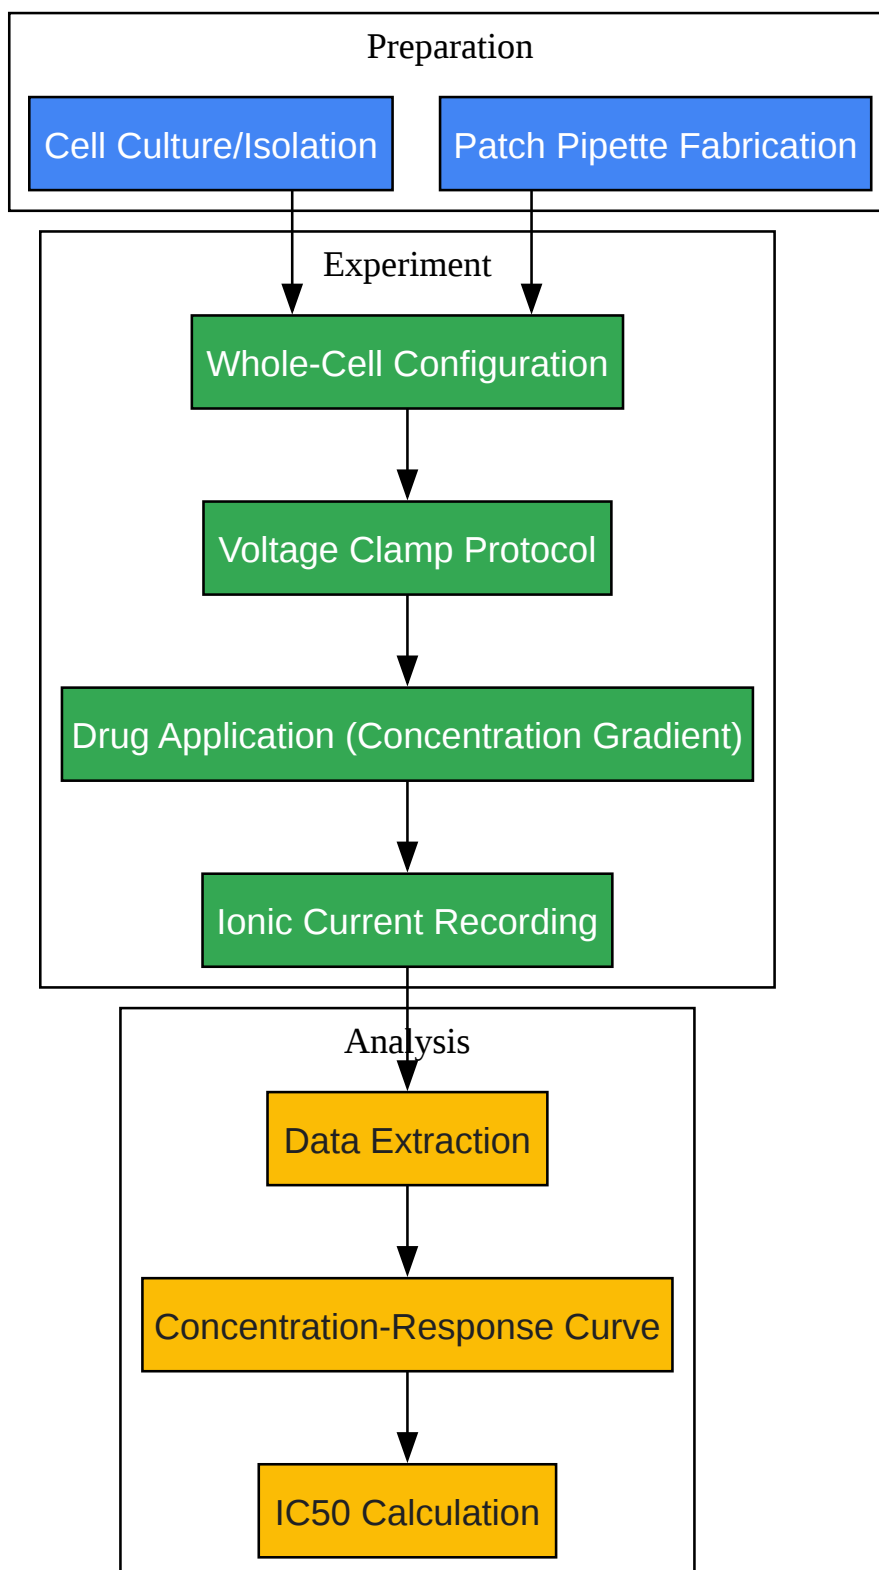 Preparation
Cell Culture/Isolation
Patch Pipette Fabrication
Experiment
Whole-Cell Configuration
Voltage Clamp Protocol
Drug Application (Concentration Gradient)
Ionic Current Recording
Analysis
Data Extraction
Concentration-Response Curve
IC50 Calculation